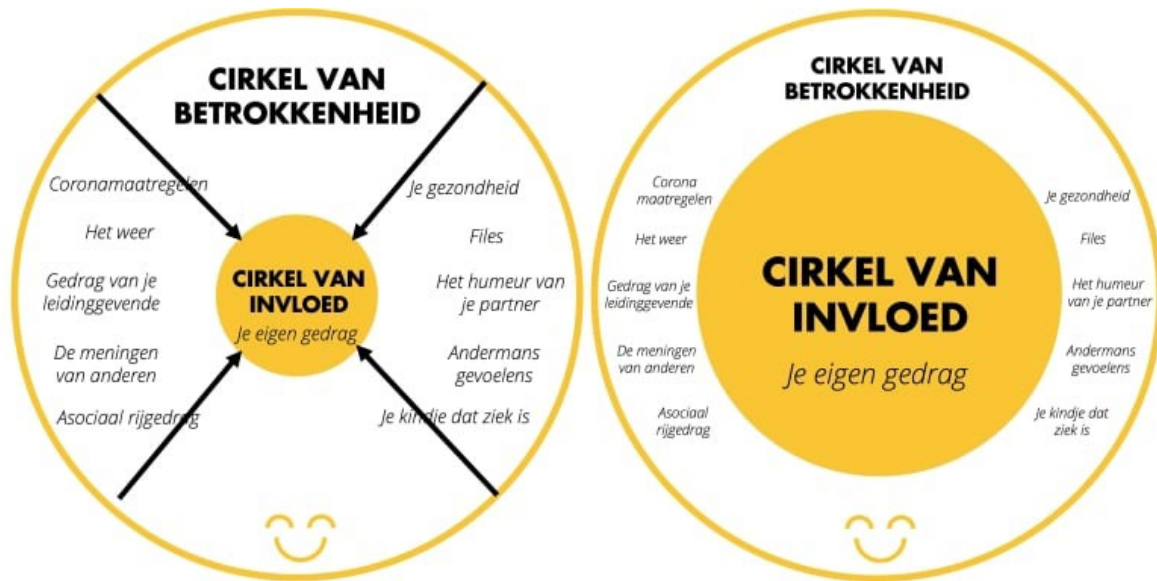 CIRKEL VAN
BETROKKENHEID
Coronamaatregelen
Het weer
Gedrag van je
leidinggevende
De meningen
van anderen
Asociaal rijgedrag
CIRKEL VAN
INVLOED
Je eigen gedrag
Je gezondheid
Files
Het humeur van
je partner
Andermans
gevoelens
Je kindje dat ziek is
CIRKEL VAN
BETROKKENHEID
Corona
maatregelen
Het weer
Gedrag van je
leidinggevende
De meningen
van anderen
Asociaal
rijgedrag
CIRKEL VAN
INVLOED
Je eigen gedrag
Je gezondheid
Files
Het humeur
van je partner
Andermans
gevoelens
Je kindje dat
ziek is